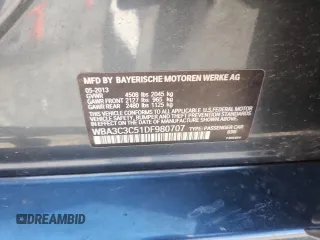 MFD BY BAYERISCHE MOTOREN WERKE AG
05-2013
GVWR 4508 lbs 2045 kg
GAWR FRONT 2127 lbs 965 kg
GAWR REAR 2480 lbs 1125 kg
THIS VEHICLE CONFORMS TO ALL APPLICABLE FEDERAL MOTOR VEHICLE
SAFETY, BUMPER, AND THEFT PREVENTION STANDARDS
IN EFFECT ON THE DATE OF MANUFACTURE SHOWN ABOVE.
WBA3C3C51DF980707 TYPE: PASSENGER CAR
DREAMBID
DREAMBID.COM